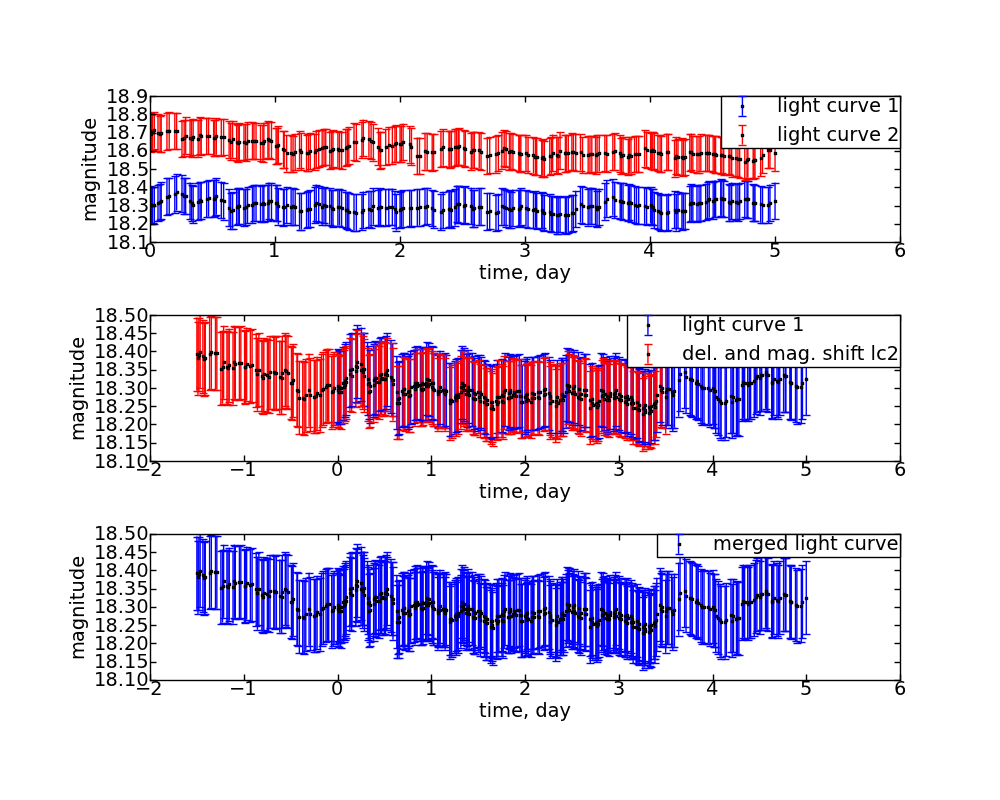 18.9
18.8
18.7
18.6
18.5
18.4
18.3
18.2
18.1
magnitude
light curve 1
light curve 2
0 1 2 3 4 5 6
time, day
18.50
18.45
18.40
18.35
18.30
18.25
18.20
18.15
18.10
magnitude
light curve 1
del. and mag. shift lc2
−2 −1 0 1 2 3 4 5 6
time, day
18.50
18.45
18.40
18.35
18.30
18.25
18.20
18.15
18.10
magnitude
merged light curve
−2 −1 0 1 2 3 4 5 6
time, day